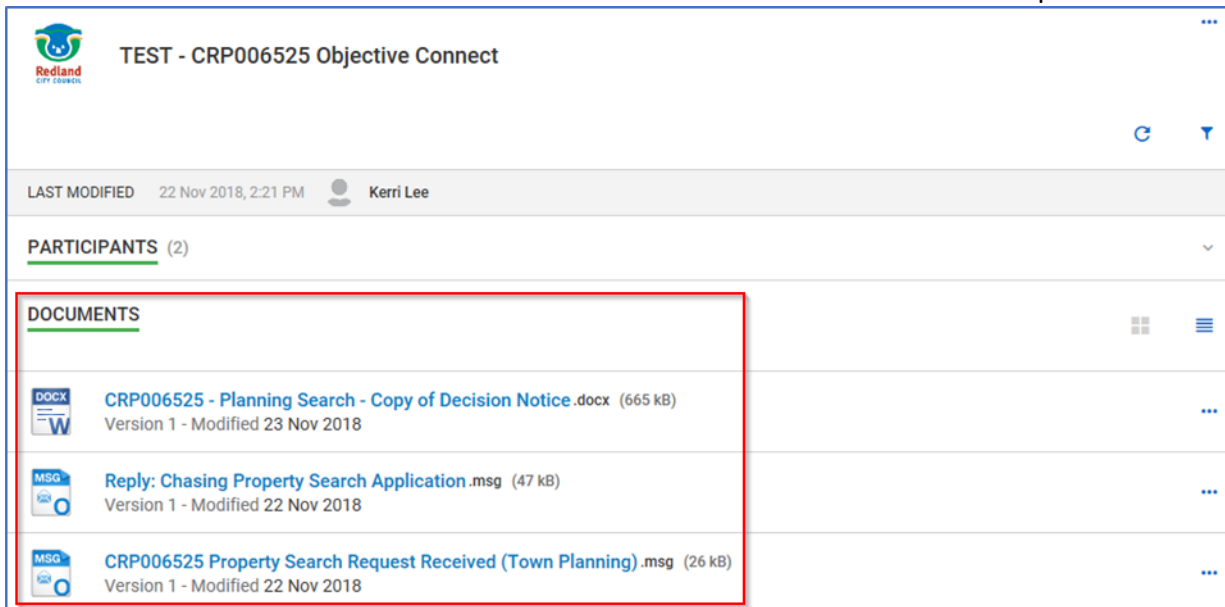 Redland
CITY COUNCIL
TEST - CRP006525 Objective Connect
LAST MODIFIED 22 Nov 2018, 2:21 PM Kerri Lee
PARTICIPANTS (2)
DOCUMENTS
DOCX
W
CRP006525 - Planning Search - Copy of Decision Notice.docx (665 kB)
Version 1 - Modified 23 Nov 2018
MSG
O
Reply: Chasing Property Search Application.msg (47 kB)
Version 1 - Modified 22 Nov 2018
MSG
O
CRP006525 Property Search Request Received (Town Planning).msg (26 kB)
Version 1 - Modified 22 Nov 2018